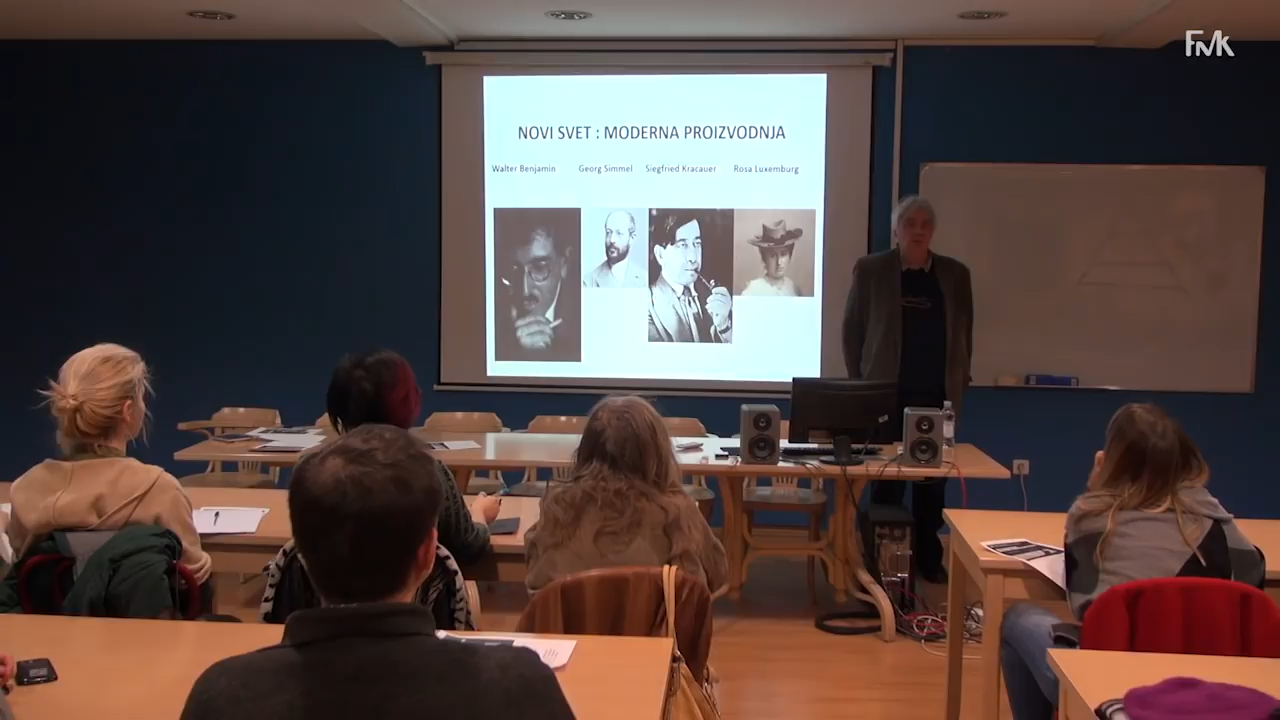 FMK
NOVI SVET : MODERNA PROIZVODNJA
Walter Benjamin Georg Simmel Siegfried Kracauer Rosa Luxemburg